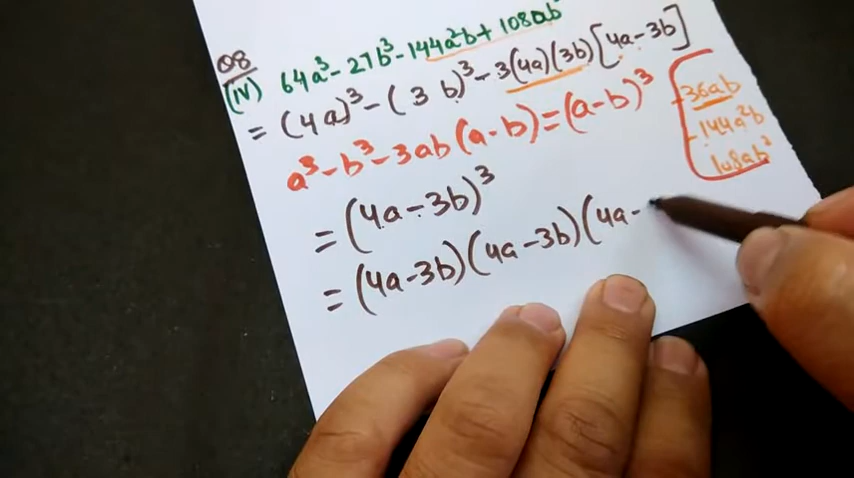 Q8
(iv) 64a³ - 27b³ - 144a²b + 108ab²
= (4a)³ - (3b)³ - 3(4a)(3b)[4a - 3b]
a³ - b³ - 3ab(a - b) = (a - b)³
36ab
- 144a²b
108ab²
= (4a - 3b)³
= (4a - 3b)(4a - 3b)(4a -